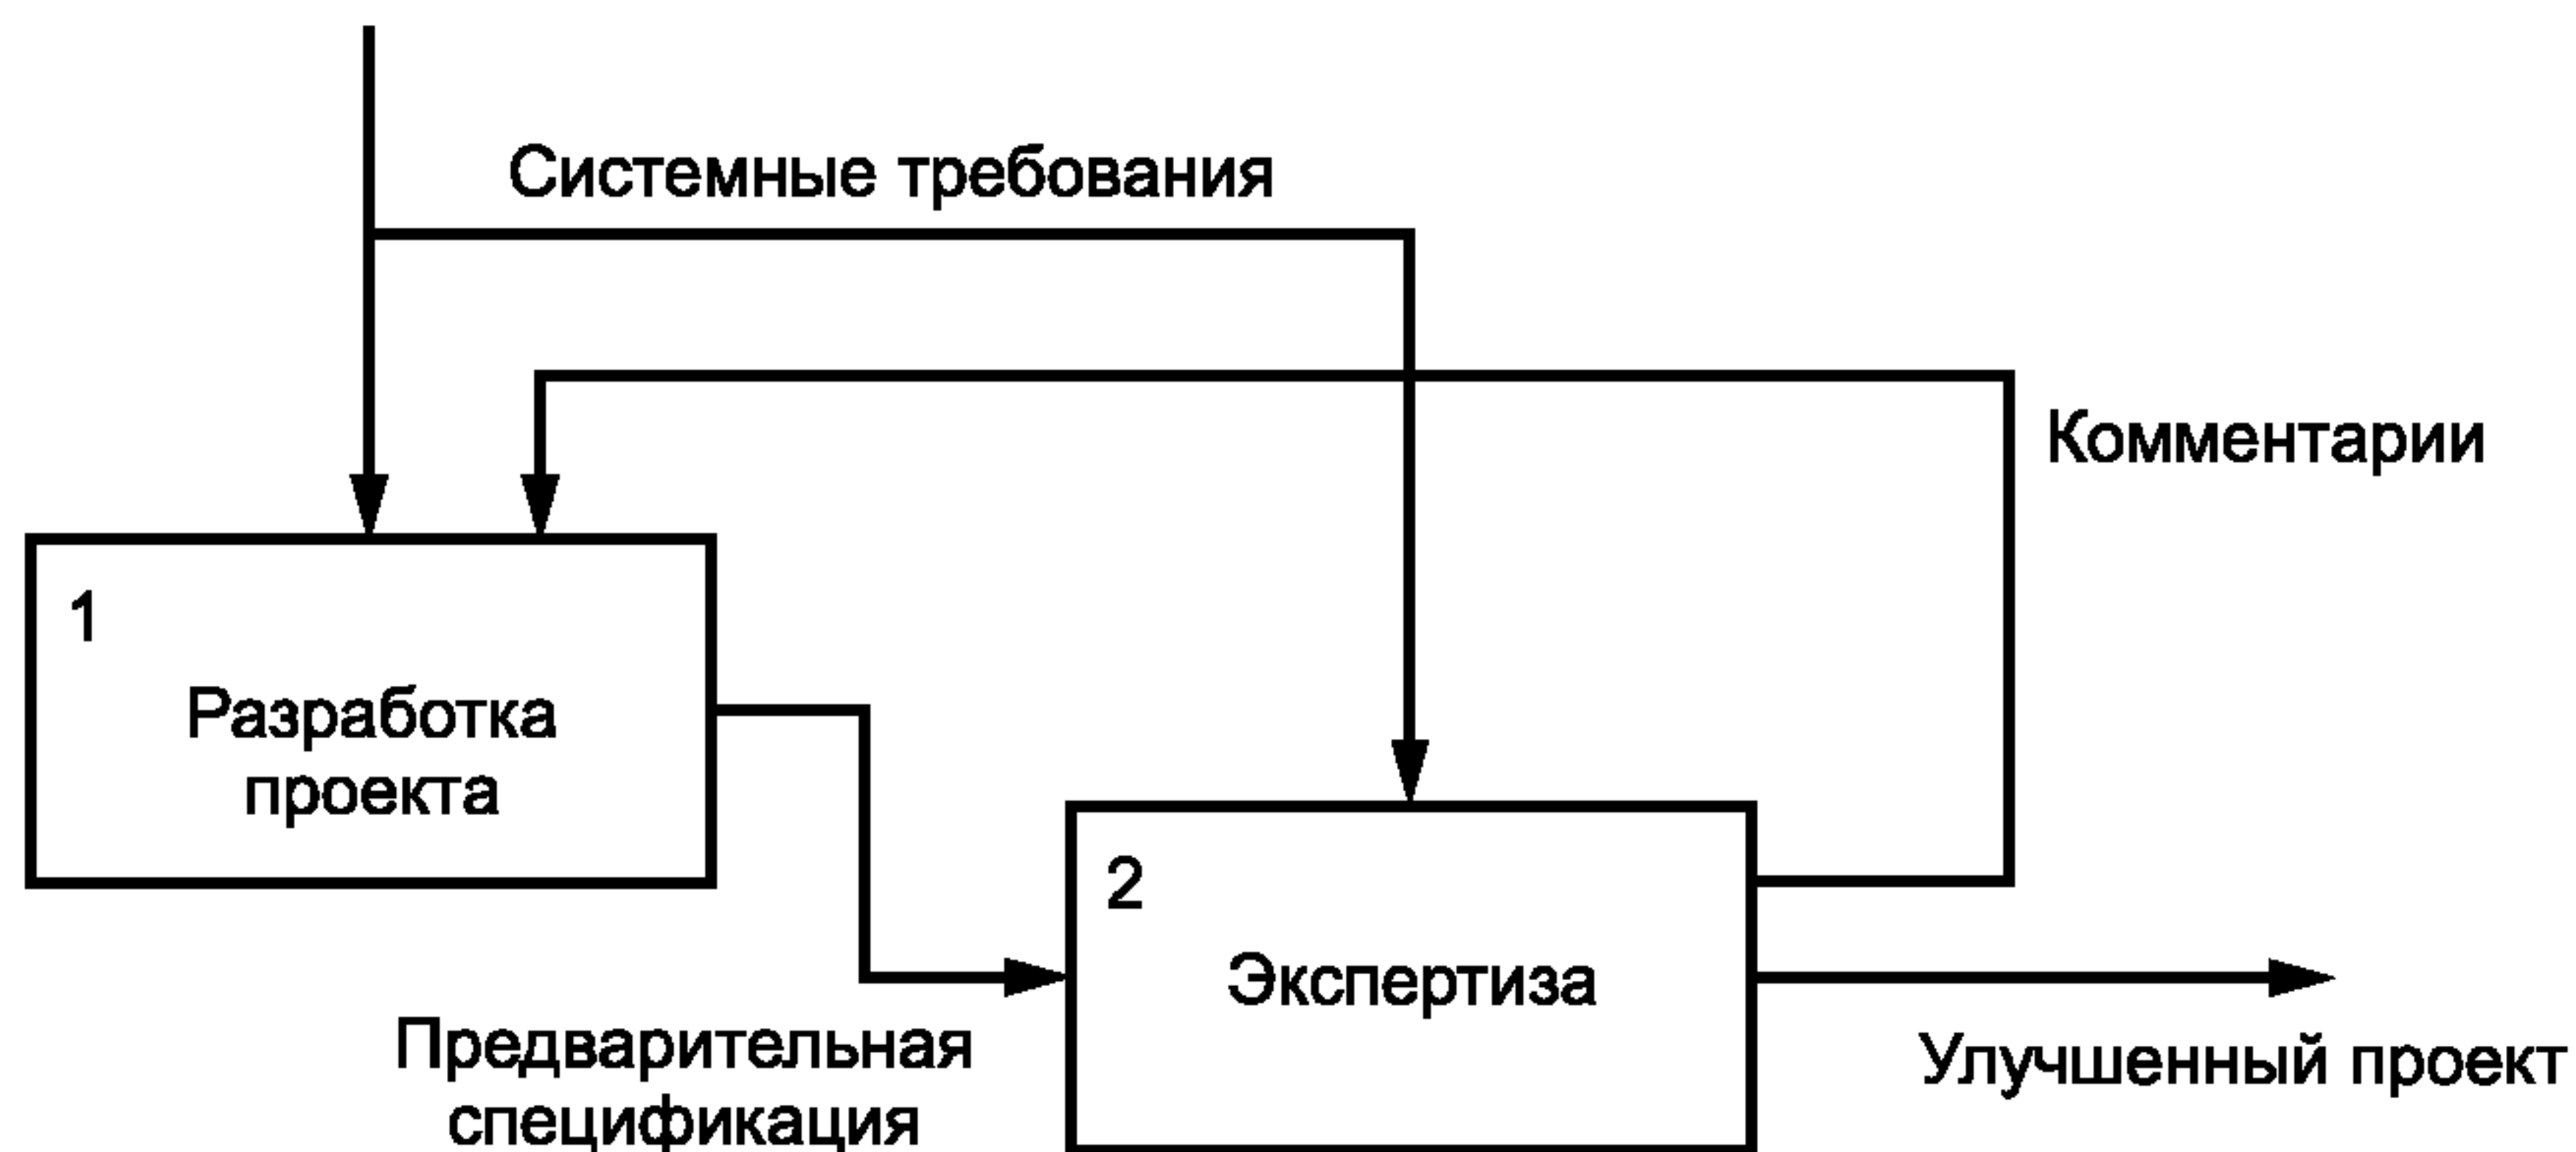 Системные требования
Комментарии
1
Разработка
проекта
2
Экспертиза
Предварительная
спецификация
Улучшенный проект